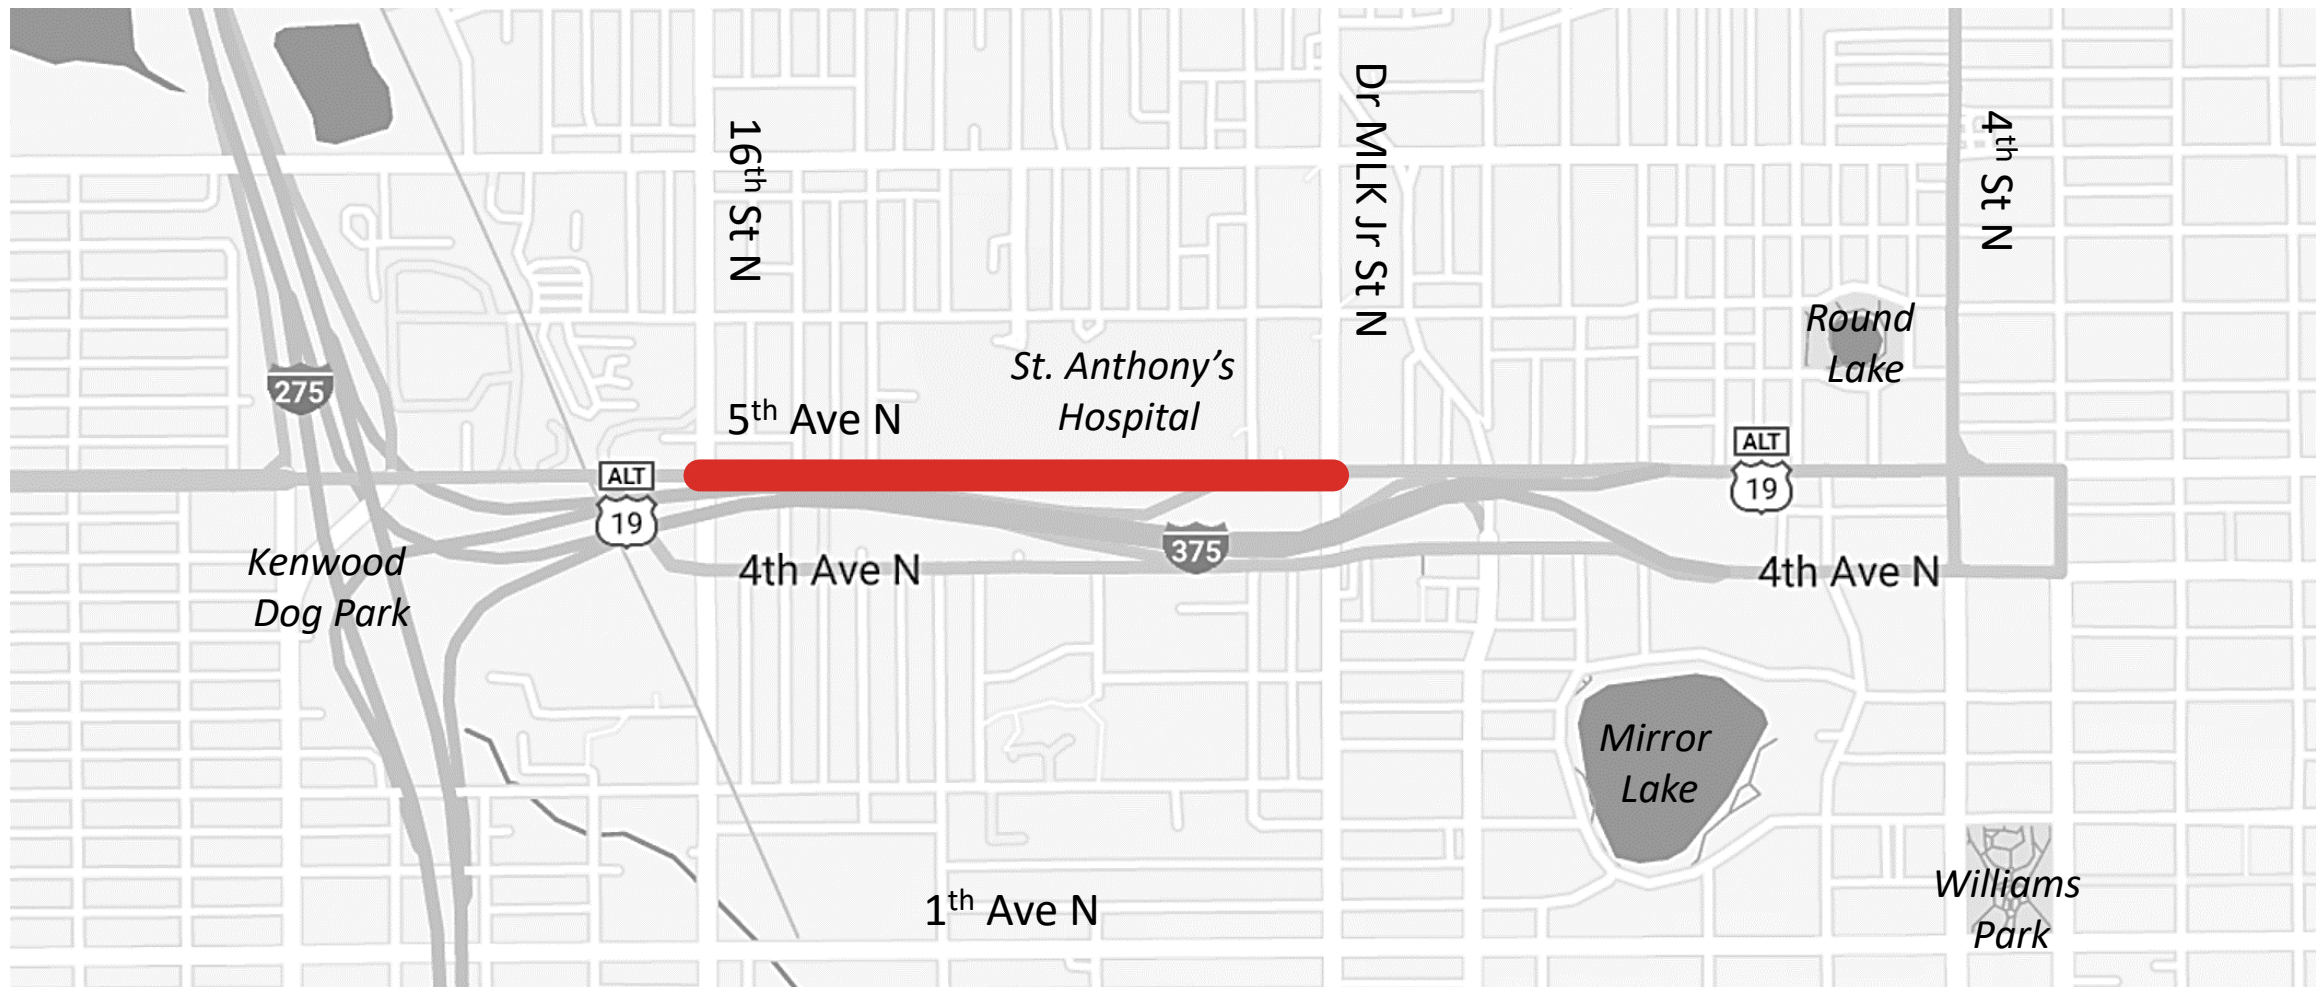 Dr MLK Jr St N
4th St N
16th St N
Round
Lake
St. Anthony’s
Hospital
275
5th Ave N
ALT
19
ALT
19
375
Kenwood
Dog Park
4th Ave N
4th Ave N
Mirror
Lake
1th Ave N
Williams
Park